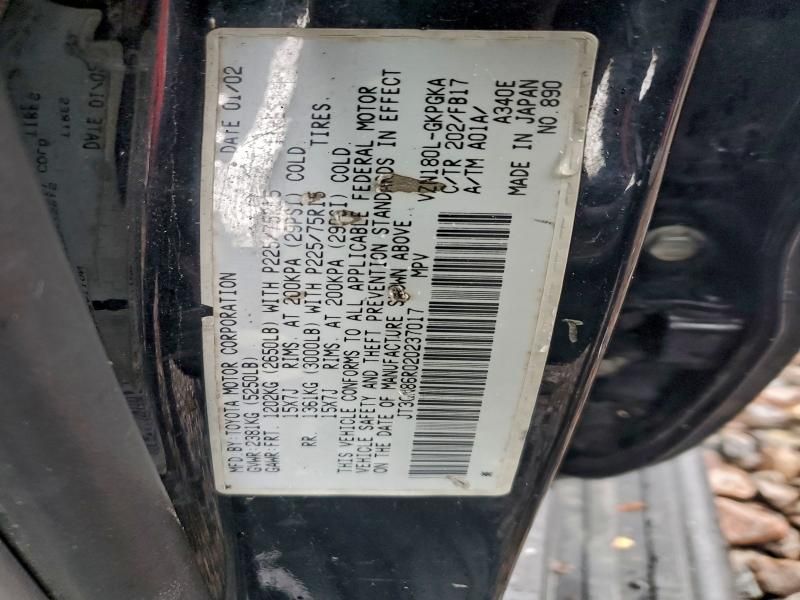 MFD BY:TOYOTA MOTOR CORPORATION DATE 01/02
GVWR:2381KG (5250LB)
GAWR:FRT. 1202KG (2650LB) WITH P225/75R15
15X7J RIMS. AT 200KPA (29PSI) COLD.
RR. 1361KG (3000LB) WITH P225/75R15 TIRES.
15X7J RIMS. AT 200KPA (29PSI) COLD.
THIS VEHICLE CONFORMS TO ALL APPLICABLE FEDERAL MOTOR
VEHICLE SAFETY AND THEFT PREVENTION STANDARDS IN EFFECT
ON THE DATE OF MANUFACTURE SHOWN ABOVE.
MPV
VZN180L-GKPGKA
C/TR 202/FB17
A/TM A01A/ A340E
MADE IN JAPAN
NO. 890
DATE